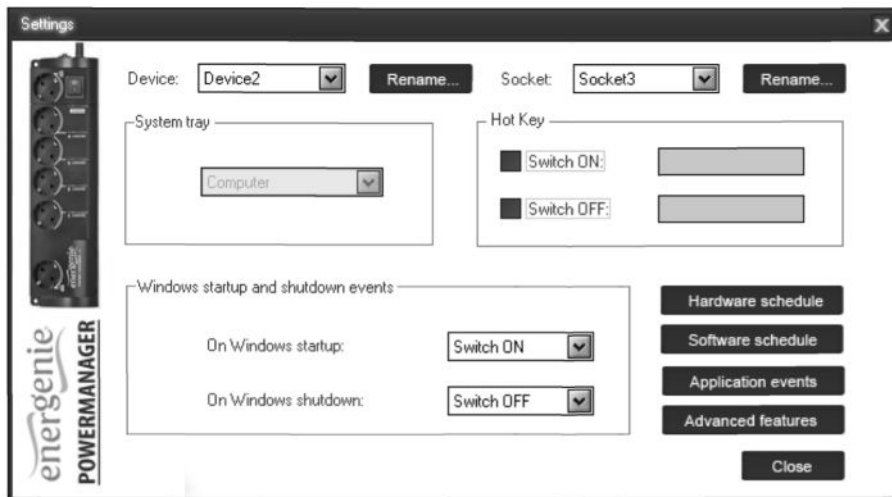 Settings
Device:
Device2
Rename...
Socket:
Socket3
Rename...
System tray
Computer
Hot Key
Switch ON:
Switch OFF:
Windows startup and shutdown events
On Windows startup:
Switch ON
On Windows shutdown:
Switch OFF
Hardware schedule
Software schedule
Application events
Advanced features
Close
energenie
energenie
POWERMANAGER